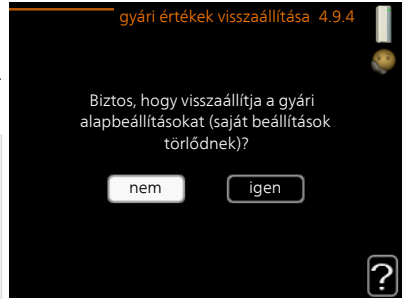 gyári értékek visszaállítása 4.9.4
Biztos, hogy visszaállítja a gyári
alapbeállításokat (saját beállítások
törlődnek)?
nem
igen
?